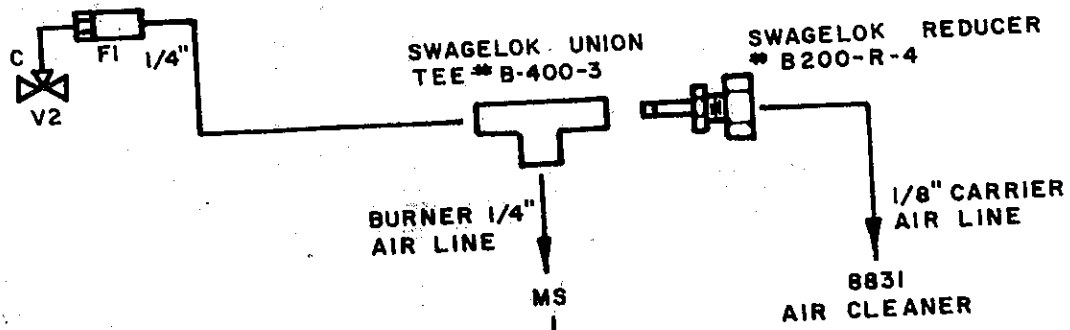 C
F1
1/4"
V2
SWAGELOK UNION
TEE # B-400-3
SWAGELOK REDUCER
# B200-R-4
BURNER 1/4"
AIR LINE
MS
1/8" CARRIER
AIR LINE
8831
AIR CLEANER